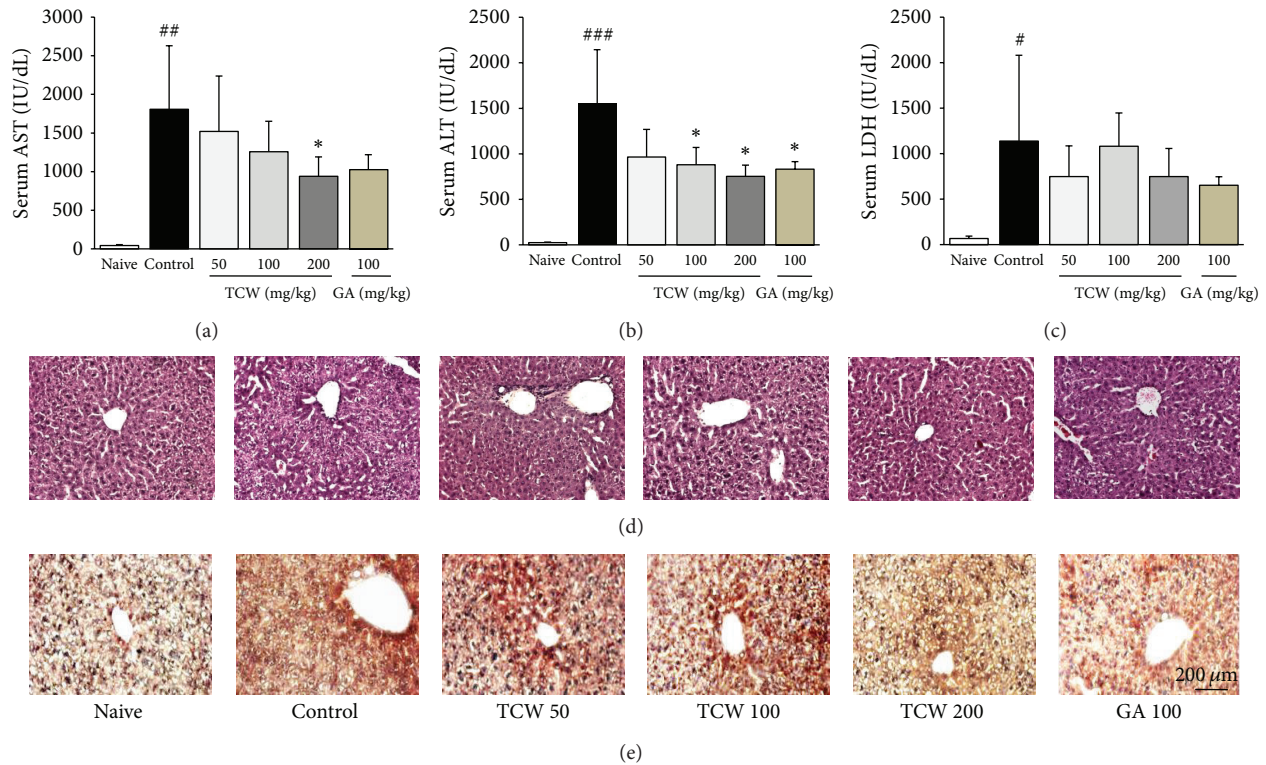 Serum AST (IU/dL)
3000
2500
2000
1500
1000
500
0
##
*
Naive Control 50 100 200 100
TCW (mg/kg) GA (mg/kg)
(a)
Serum ALT (IU/dL)
2500
2000
1500
1000
500
0
###
* * *
Naive Control 50 100 200 100
TCW (mg/kg) GA (mg/kg)
(b)
Serum LDH (IU/dL)
2500
2000
1500
1000
500
0
#
Naive Control 50 100 200 100
TCW (mg/kg) GA (mg/kg)
(c)
(d)
200 μm
Naive Control TCW 50 TCW 100 TCW 200 GA 100
(e)